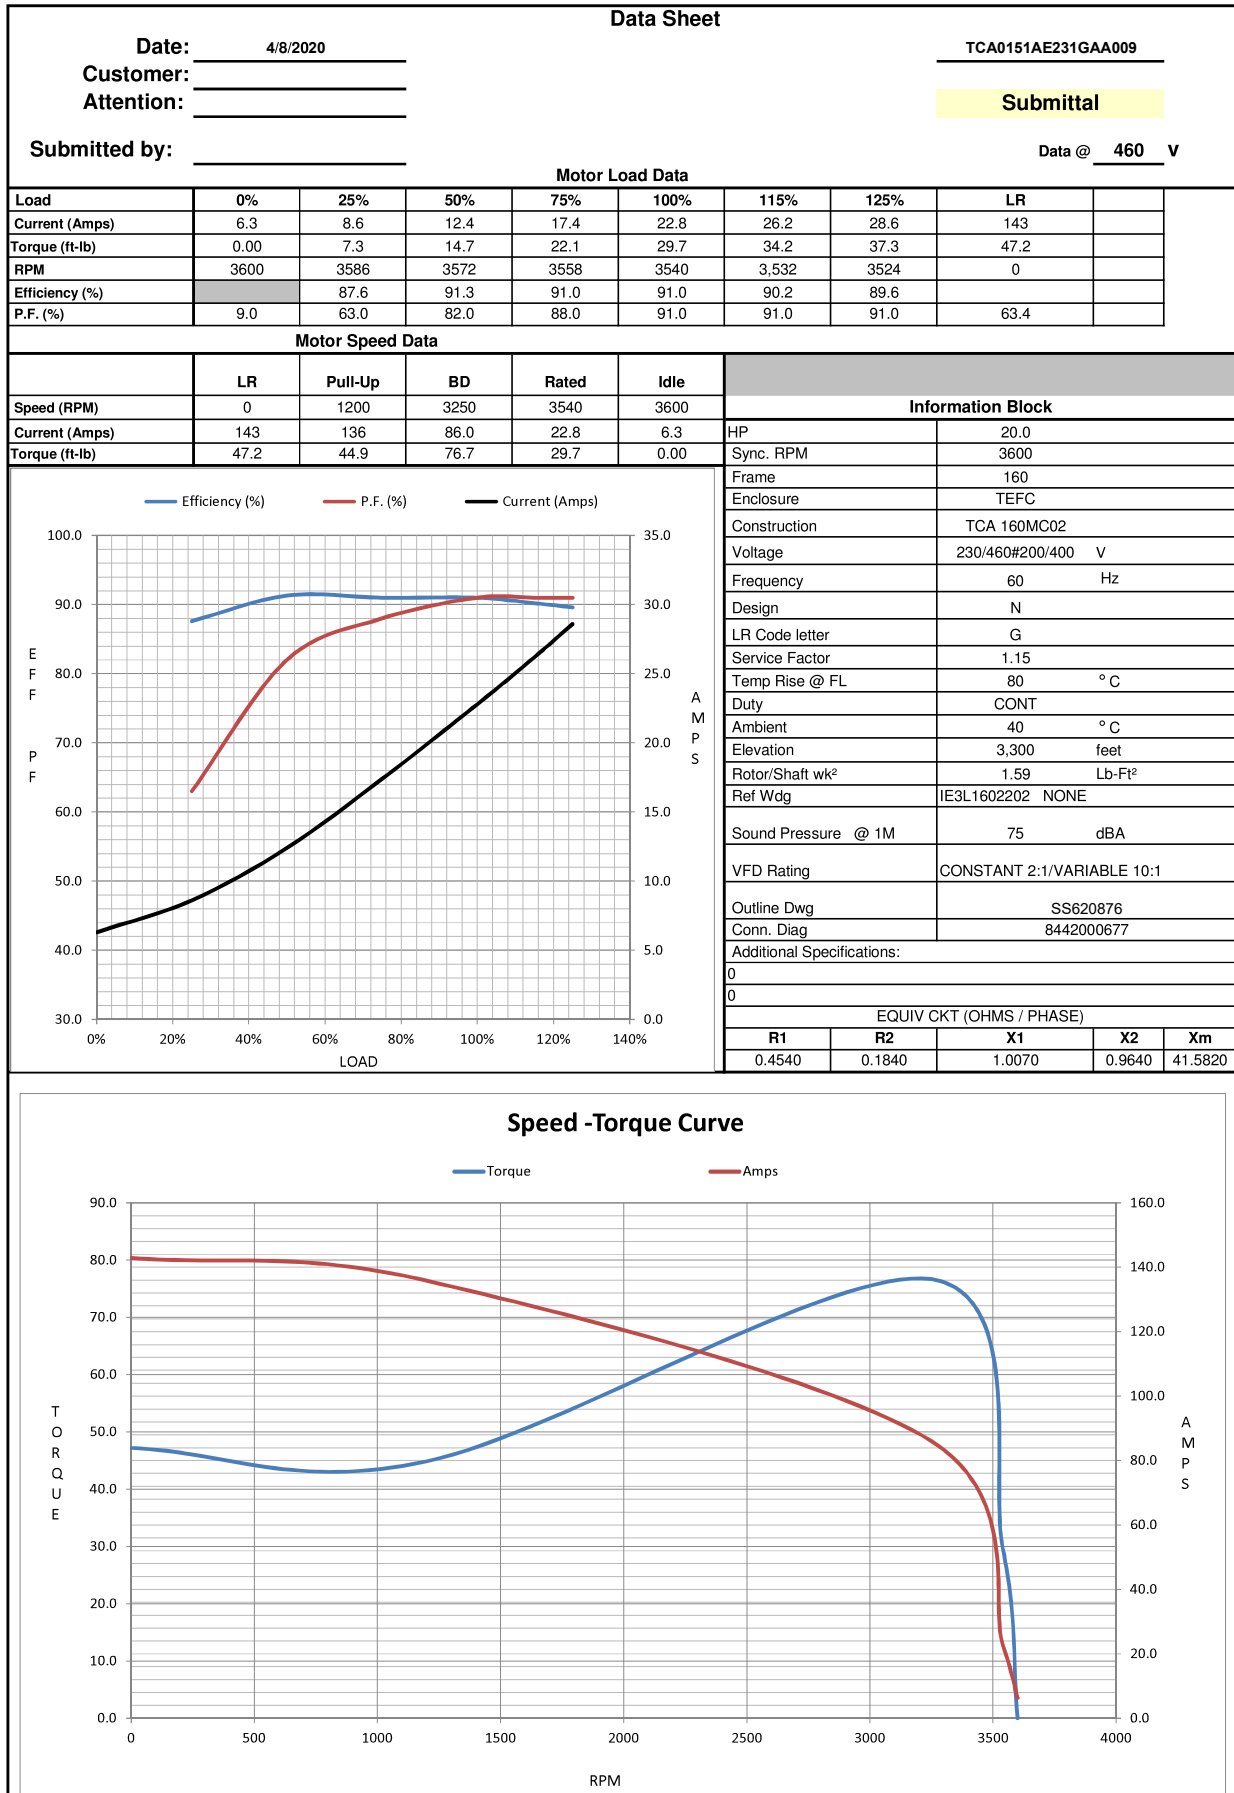 Data Sheet
Date: 4/8/2020 TCA0151AE231GAA009
Customer:
Attention: Submittal
Submitted by: Data @ 460 V
Motor Load Data
Load 0% 25% 50% 75% 100% 115% 125% LR
Current (Amps) 6.3 8.6 12.4 17.4 22.8 26.2 28.6 143
Torque (ft-lb) 0.00 7.3 14.7 22.1 29.7 34.2 37.3 47.2
RPM 3600 3586 3572 3558 3540 3,532 3524 0
Efficiency (%) 87.6 91.3 91.0 91.0 90.2 89.6
P.F. (%) 9.0 63.0 82.0 88.0 91.0 91.0 91.0 63.4
Motor Speed Data
LR Pull-Up BD Rated Idle
Speed (RPM) 0 1200 3250 3540 3600
Current (Amps) 143 136 86.0 22.8 6.3
Torque (ft-lb) 47.2 44.9 76.7 29.7 0.00
Information Block
HP 20.0
Sync. RPM 3600
Frame 160
Enclosure TEFC
Construction TCA 160MC02
Voltage 230/460#200/400 V
Frequency 60 Hz
Design N
LR Code letter G
Service Factor 1.15
Temp Rise @ FL 80 ° C
Duty CONT
Ambient 40 ° C
Elevation 3,300 feet
Rotor/Shaft wk² 1.59 Lb-Ft²
Ref Wdg IE3L1602202 NONE
Sound Pressure @ 1M 75 dBA
VFD Rating CONSTANT 2:1/VARIABLE 10:1
Outline Dwg SS620876
Conn. Diag 8442000677
Additional Specifications:
0
0
EQUIV CKT (OHMS / PHASE)
R1 R2 X1 X2 Xm
0.4540 0.1840 1.0070 0.9640 41.5820
Efficiency (%) P.F. (%) Current (Amps)
100.0 35.0
90.0 30.0
80.0 25.0
70.0 20.0
60.0 15.0
50.0 10.0
40.0 5.0
30.0 0.0
EFF PF
AMPS
0% 20% 40% 60% 80% 100% 120% 140%
LOAD
Speed -Torque Curve
Torque Amps
90.0 160.0
80.0 140.0
70.0 120.0
60.0 100.0
50.0 80.0
40.0 60.0
30.0 40.0
20.0 20.0
10.0 0.0
0.0
TORQUE
AMPS
0 500 1000 1500 2000 2500 3000 3500 4000
RPM